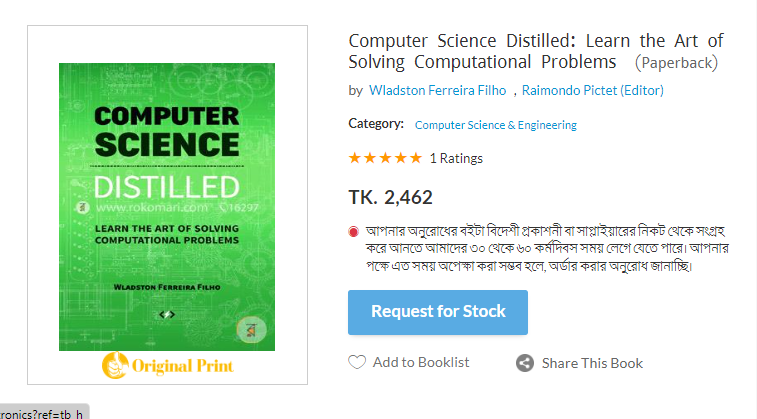 Computer Science Distilled: Learn the Art of
Solving Computational Problems (Paperback)
by Wladston Ferreira Filho , Raimondo Pictet (Editor)
Category: Computer Science & Engineering
1 Ratings
TK. 2,462
আপনার অনুরোধের বইটা বিদেশী প্রকাশনী বা সাপ্লাইয়ারের নিকট থেকে সংগ্রহ
করে আনতে আমাদের ৩০ থেকে ৬০ কর্মদিবস সময় লেগে যেতে পারে। আপনার
পক্ষে এত সময় অপেক্ষা করা সম্ভব হলে, অর্ডার করার অনুরোধ জানাচ্ছি।
Request for Stock
Add to Booklist
Share This Book
COMPUTER
SCIENCE
DISTILLED
www.rokomari.com 16297
LEARN THE ART OF SOLVING
COMPUTATIONAL PROBLEMS
WLADSTON FERREIRA FILHO
Original Print
tronics?ref=tb_h